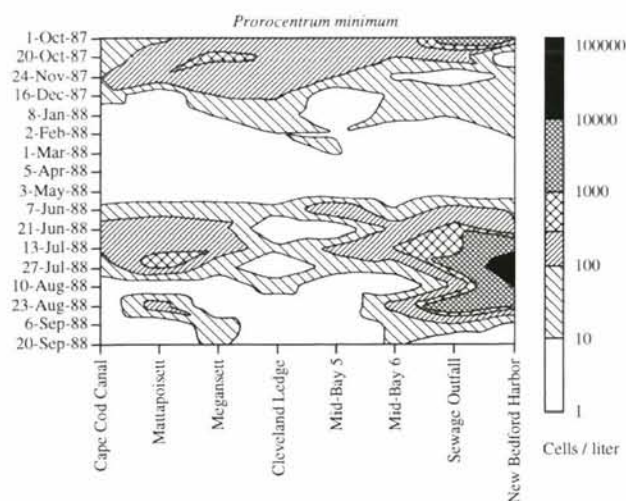 Prorocentrum minimum
1-Oct-87
20-Oct-87
24-Nov-87
16-Dec-87
8-Jan-88
2-Feb-88
1-Mar-88
5-Apr-88
3-May-88
7-Jun-88
21-Jun-88
13-Jul-88
27-Jul-88
10-Aug-88
23-Aug-88
6-Sep-88
20-Sep-88
Cape Cod Canal
Mattapoisett
Megansett
Cleveland Ledge
Mid-Bay 5
Mid-Bay 6
Sewage Outfall
New Bedford Harbor
100000
10000
1000
100
10
1
Cells / liter